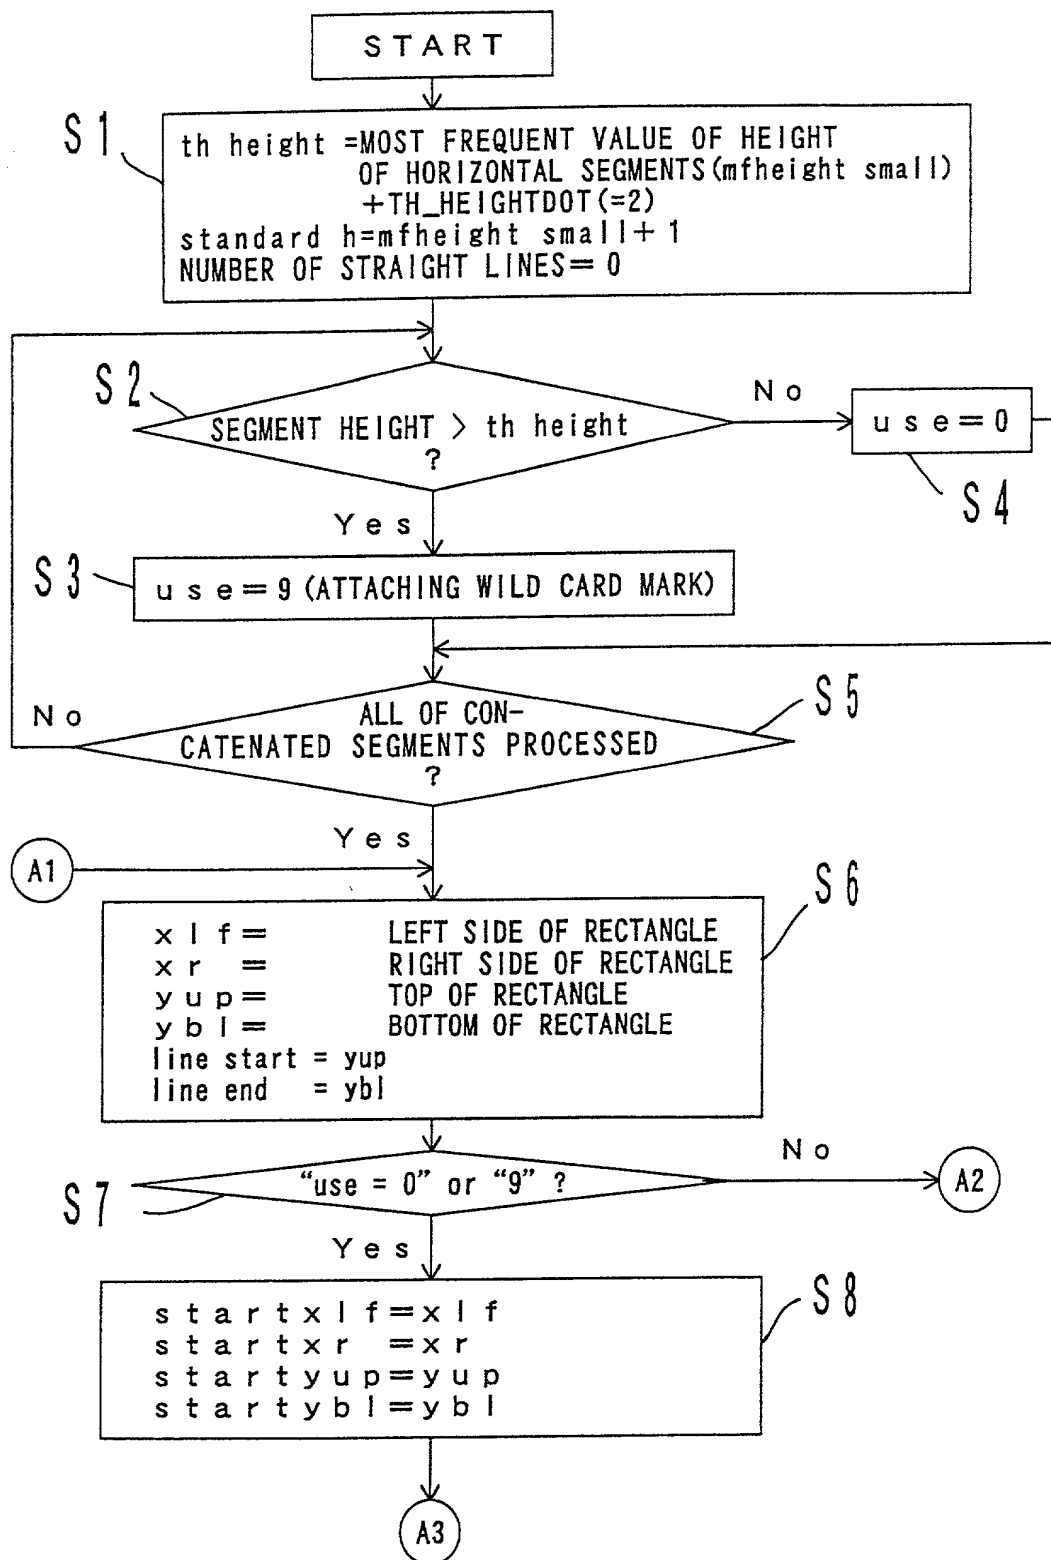 START
S1
th height =MOST FREQUENT VALUE OF HEIGHT
OF HORIZONTAL SEGMENTS(mfheight small)
+TH_HEIGHTDOT(=2)
standard h=mfheight small+1
NUMBER OF STRAIGHT LINES=0
S2
SEGMENT HEIGHT > th height
?
No
use=0
S4
Yes
S3
use=9(ATTACHING WILD CARD MARK)
S5
ALL OF CON-
CATENATED SEGMENTS PROCESSED
?
No
Yes
A1
S6
xlf= LEFT SIDE OF RECTANGLE
xr = RIGHT SIDE OF RECTANGLE
yup= TOP OF RECTANGLE
ybl= BOTTOM OF RECTANGLE
line start = yup
line end = ybl
S7
“use = 0” or “9” ?
No
A2
Yes
S8
startxlf=xlf
startxr =xr
startyup=yup
startybl=ybl
A3